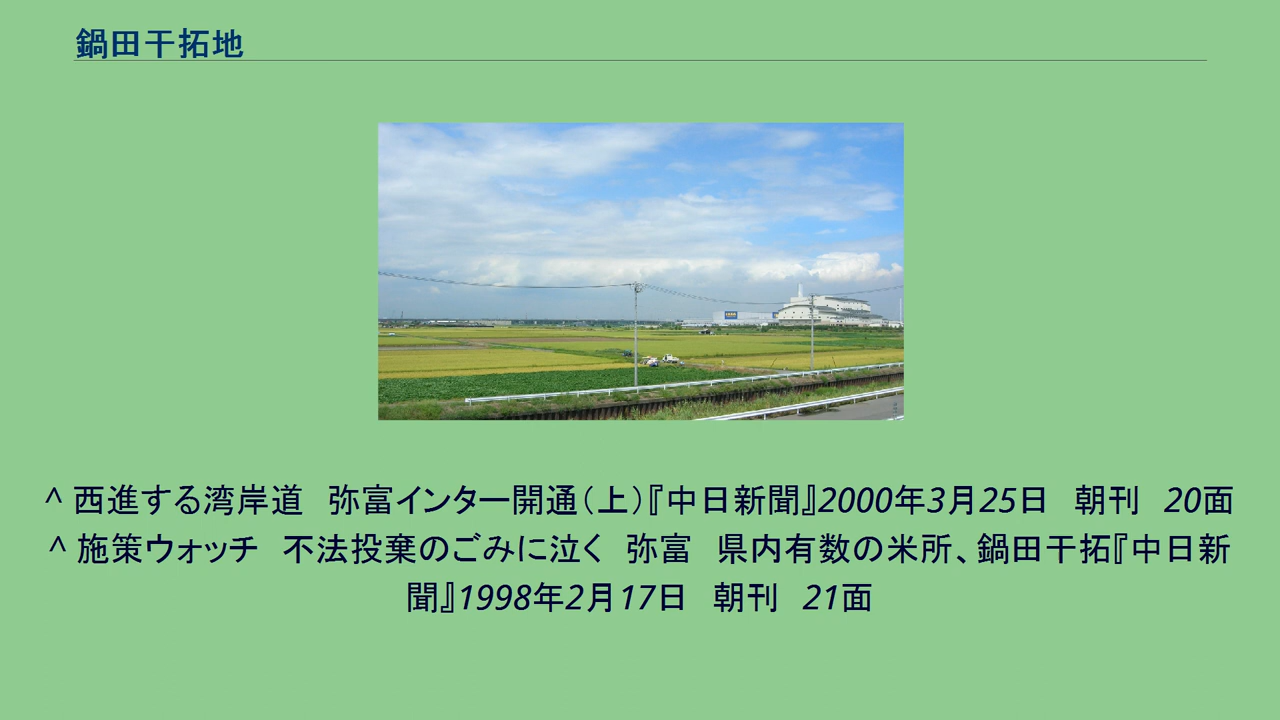 鍋田干拓地
^ 西進する湾岸道　弥富インター開通（上）『中日新聞』2000年3月25日　朝刊　20面
^ 施策ウォッチ　不法投棄のごみに泣く　弥富　県内有数の米所、鍋田干拓『中日新
聞』1998年2月17日　朝刊　21面